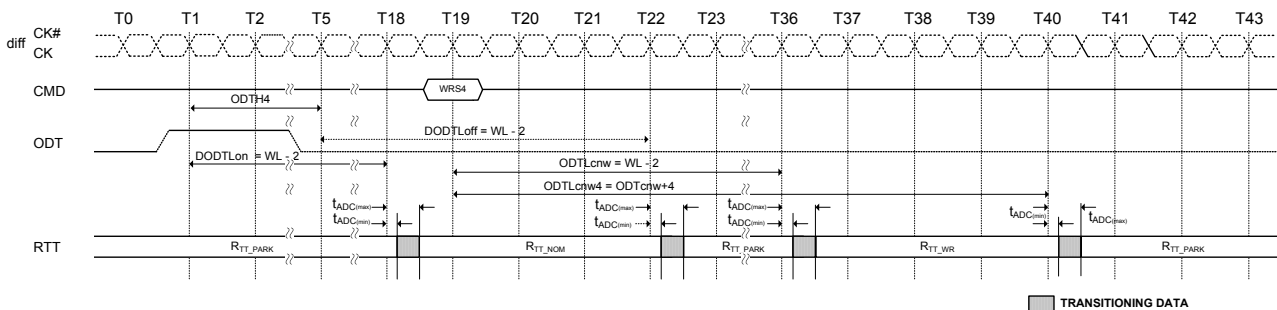 T0 T1 T2 T5 T18 T19 T20 T21 T22 T23 T36 T37 T38 T39 T40 T41 T42 T43
diff CK#
CK
CMD WRS4
ODTH4
ODT DODTLoff = WL - 2
DODTLon = WL - 2 ODTLcnw = WL - 2
ODTLcnw4 = ODTcnw+4
tADC(max) tADC(max) tADC(max)
tADC(min) tADC(min) tADC(min) tADC(min) tADC(max)
RTT RTT_PARK RTT_NOM RTT_PARK RTT_WR RTT_PARK
TRANSITIONING DATA